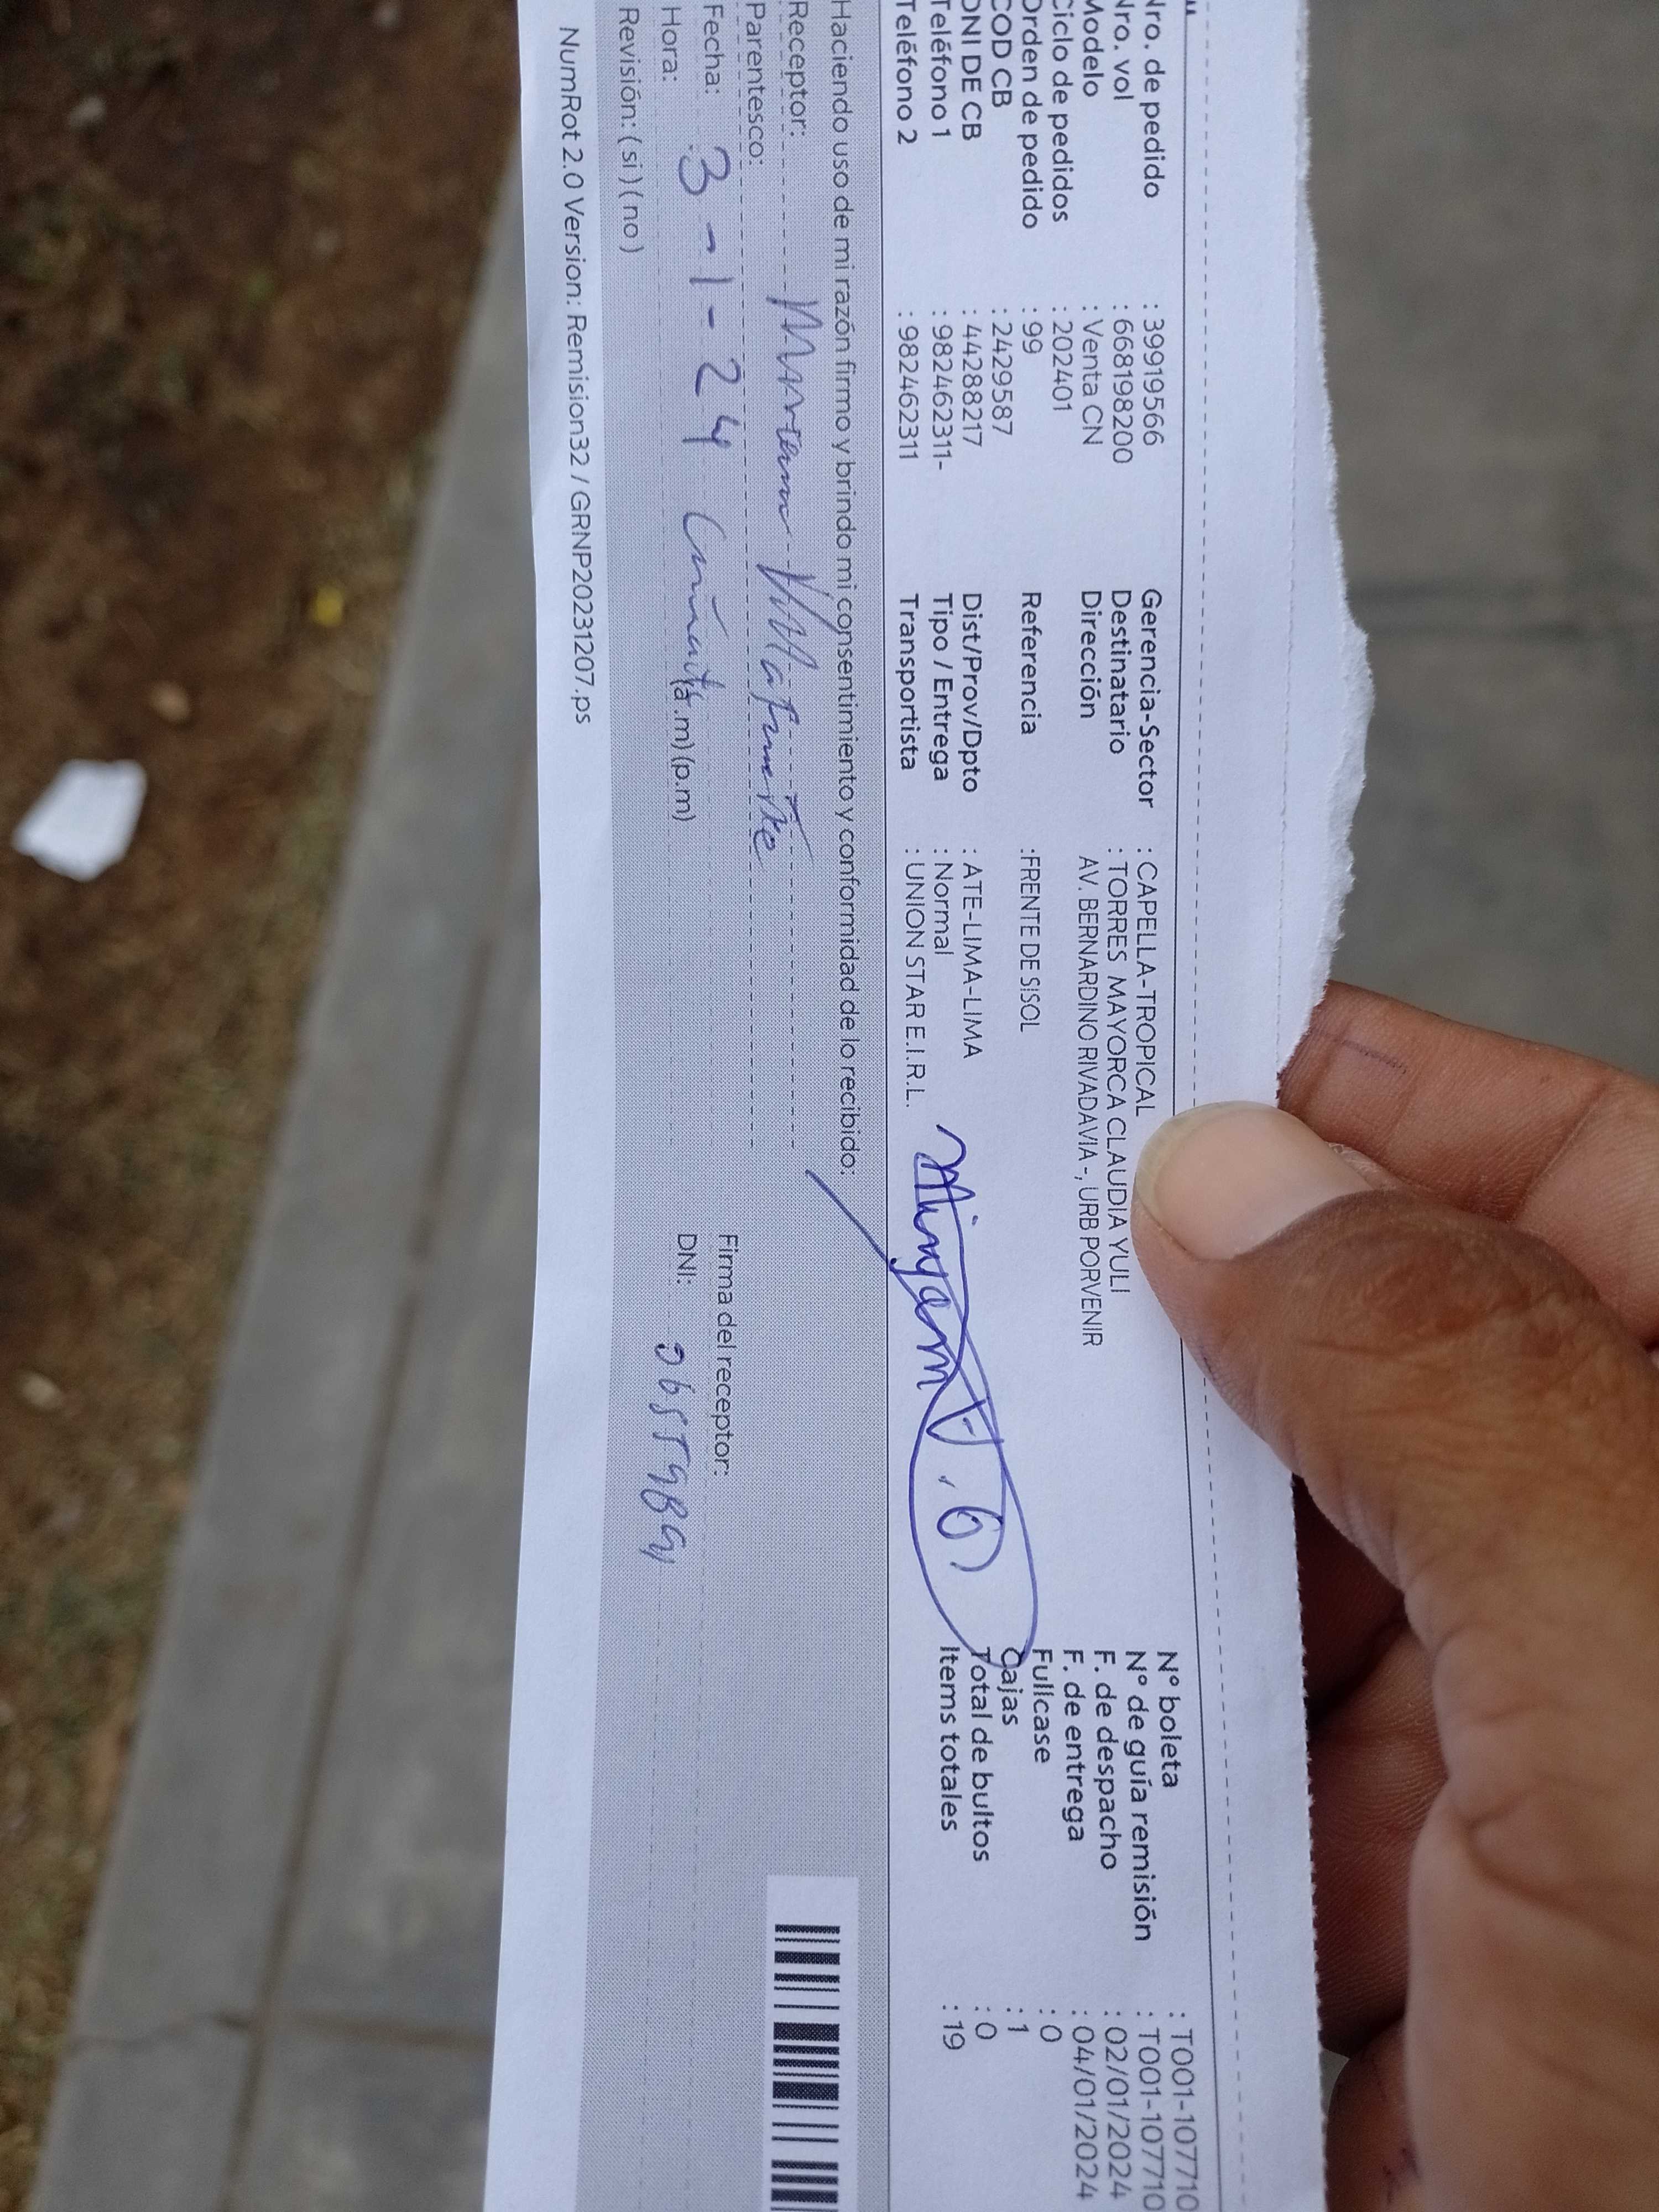 Nro. de pedido : 39919566 Gerencia-Sector : CAPELLA-TROPICAL N° boleta : T001-107710
Nro. vol : 668198200 Destinatario : TORRES MAYORCA CLAUDIA YULI N° de guía remisión : T001-107710
Modelo : Venta CN Dirección AV. BERNARDINO RIVADAVIA-, URB PORVENIR F. de despacho : 02/01/2024
Ciclo de pedidos : 202401 F. de entrega : 04/01/2024
Orden de pedido : 99 Referencia :FRENTE DE SISOL Fullcase : 0
COD CB : 2429587 Cajas : 1
DNI DE CB : 44288217 Dist/Prov/Dpto : ATE-LIMA-LIMA Total de bultos : 0
Teléfono 1 : 982462311- Tipo / Entrega : Normal Items totales : 19
Teléfono 2 : 982462311 Transportista : UNION STAR E.I.R.L.
Haciendo uso de mi razón firmo y brindo mi consentimiento y conformidad de lo recibido:
Receptor:
Parentesco:
Firma del receptor:
Fecha: 3-1-24
DNI:
Hora: (a.m)(p.m)
Revisión: (si) (no)
NumRot 2.0 Version: Remision32 / GRNP20231207.ps